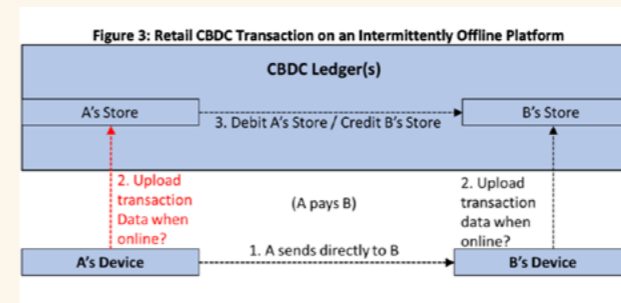 Figure 3: Retail CBDC Transaction on an Intermittently Offline Platform
CBDC Ledger(s)
A's Store
B's Store
3. Debit A's Store / Credit B's Store
2. Upload
transaction
Data when
online?
(A pays B)
2. Upload
transaction
data when
online?
1. A sends directly to B
A's Device
B's Device